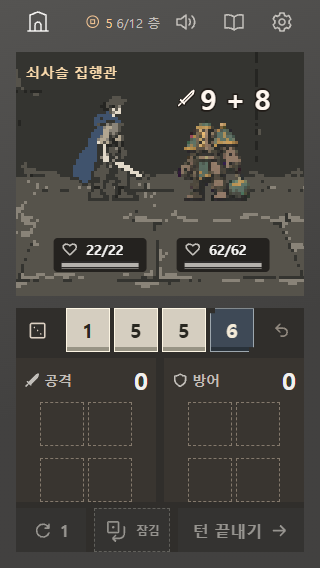 5 6/12 층
쇠사슬 집행관
9 + 8
22/22
62/62
1 5 5 6
공격 0
방어 0
1
잠김
턴 끝내기